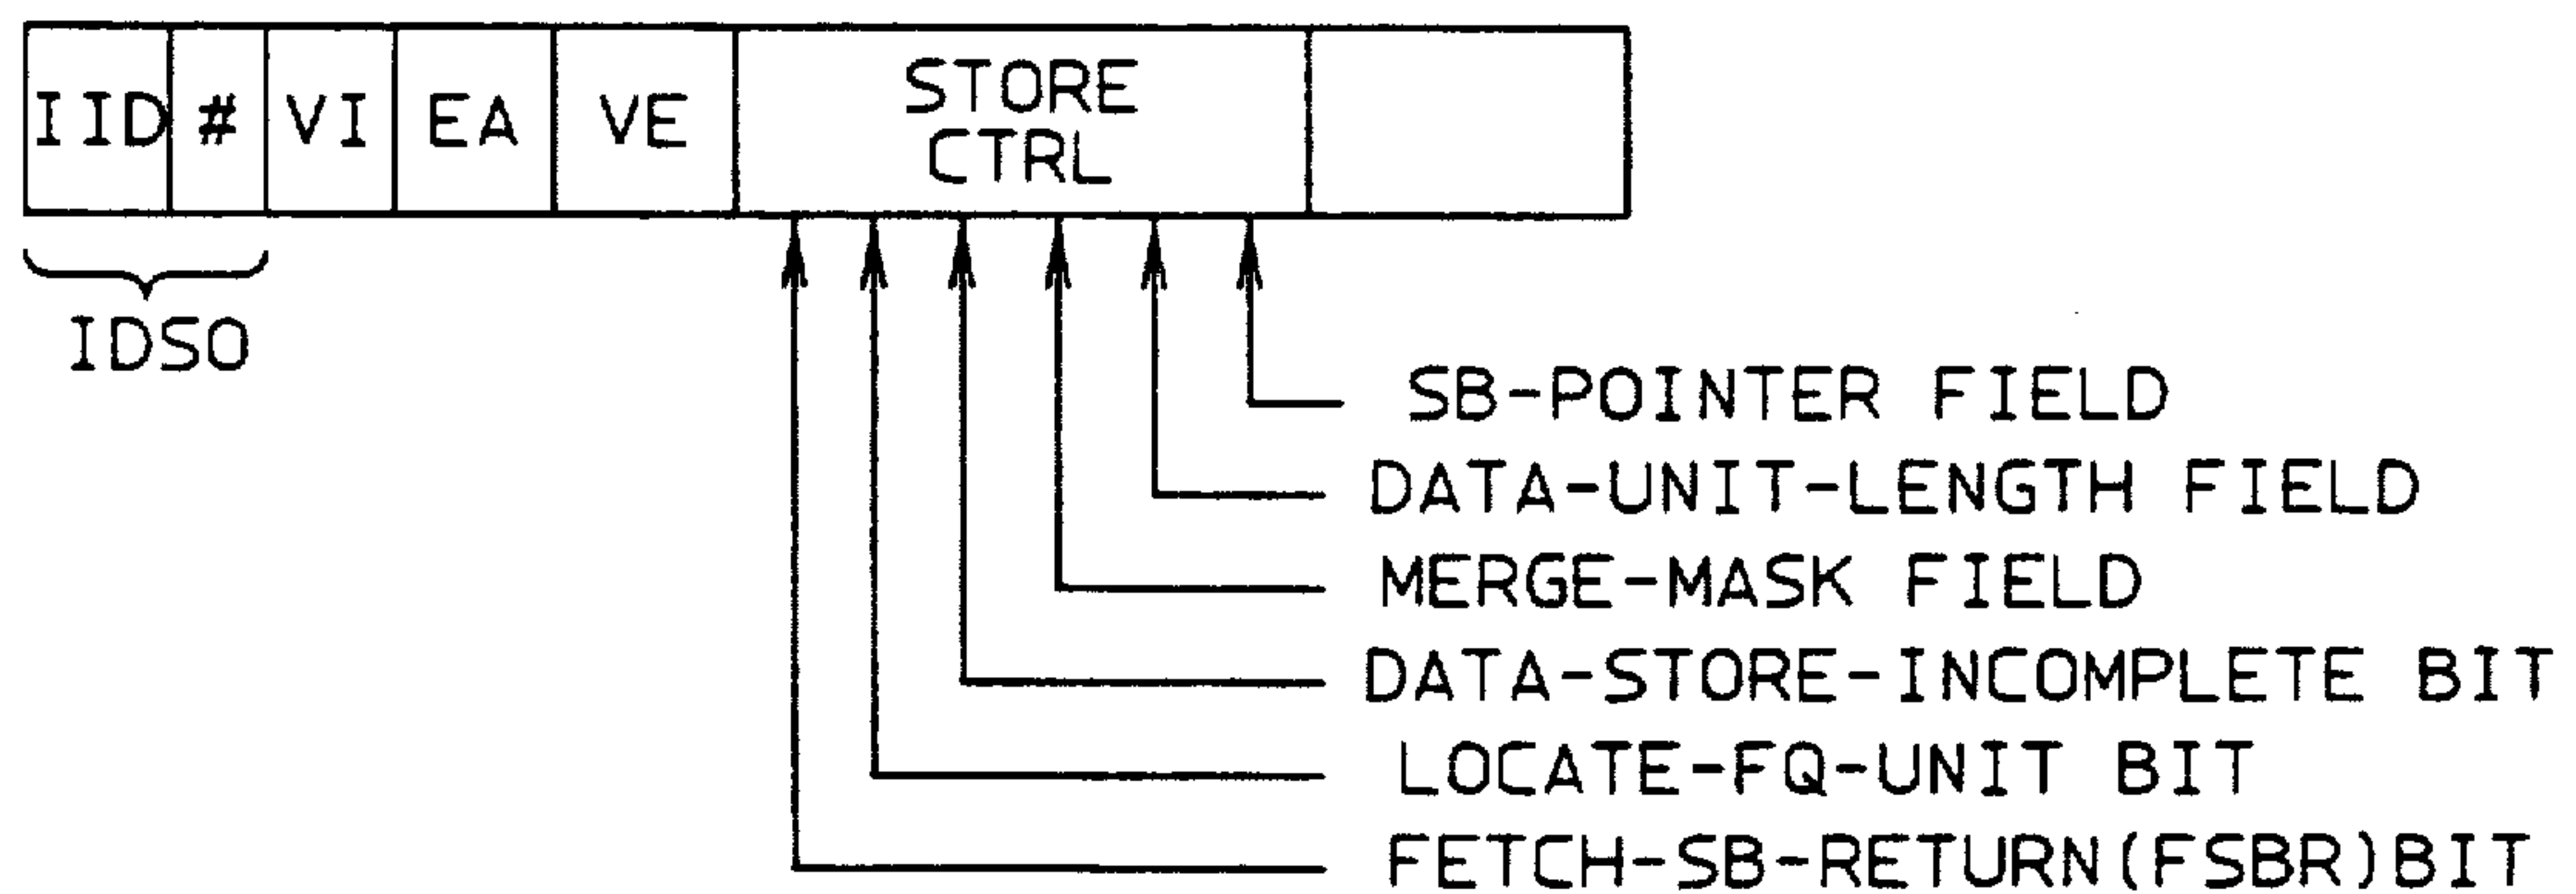 IID # VI EA VE STORE
CTRL
IDSO
SB-POINTER FIELD
DATA-UNIT-LENGTH FIELD
MERGE-MASK FIELD
DATA-STORE-INCOMPLETE BIT
LOCATE-FQ-UNIT BIT
FETCH-SB-RETURN(FSBR)BIT